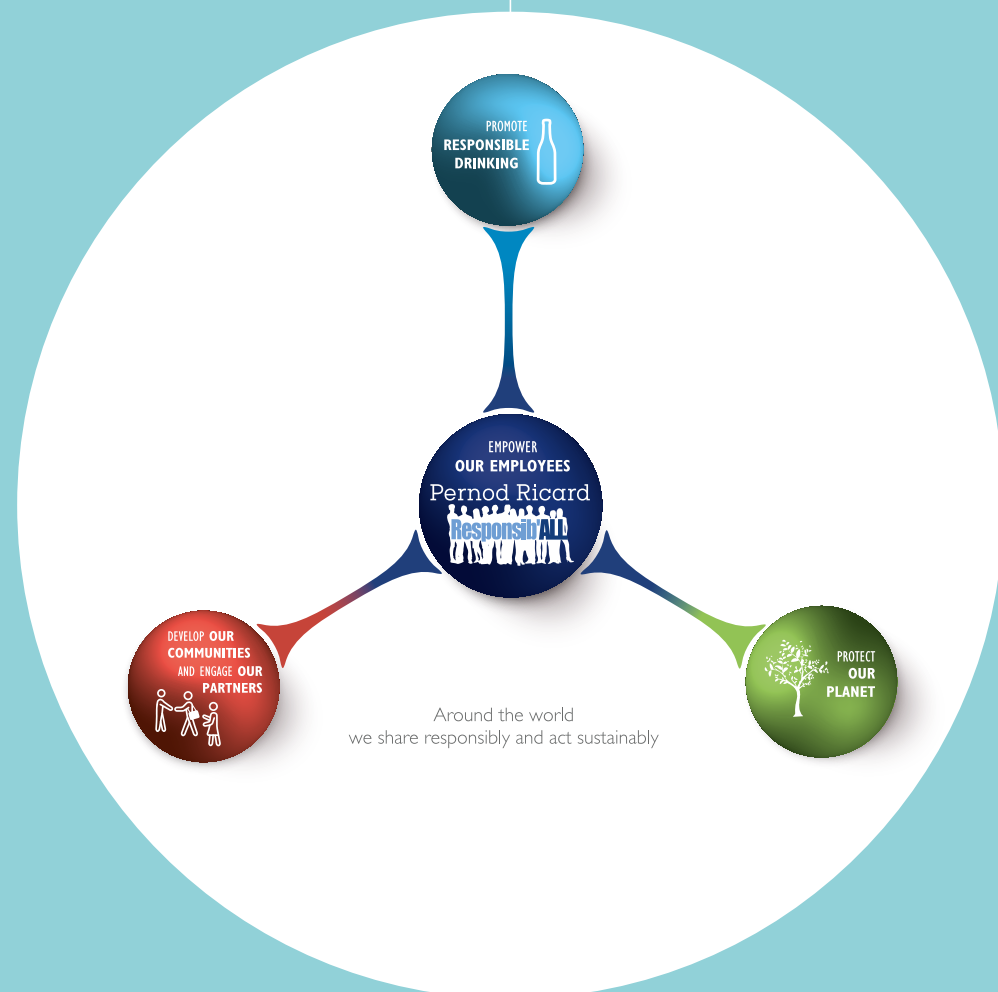 PROMOTE
RESPONSIBLE
DRINKING
EMPOWER
OUR EMPLOYEES
Pernod Ricard
Responsib'ALL
DEVELOP OUR
COMMUNITIES
AND ENGAGE OUR
PARTNERS
PROTECT
OUR
PLANET
Around the world
we share responsibly and act sustainably